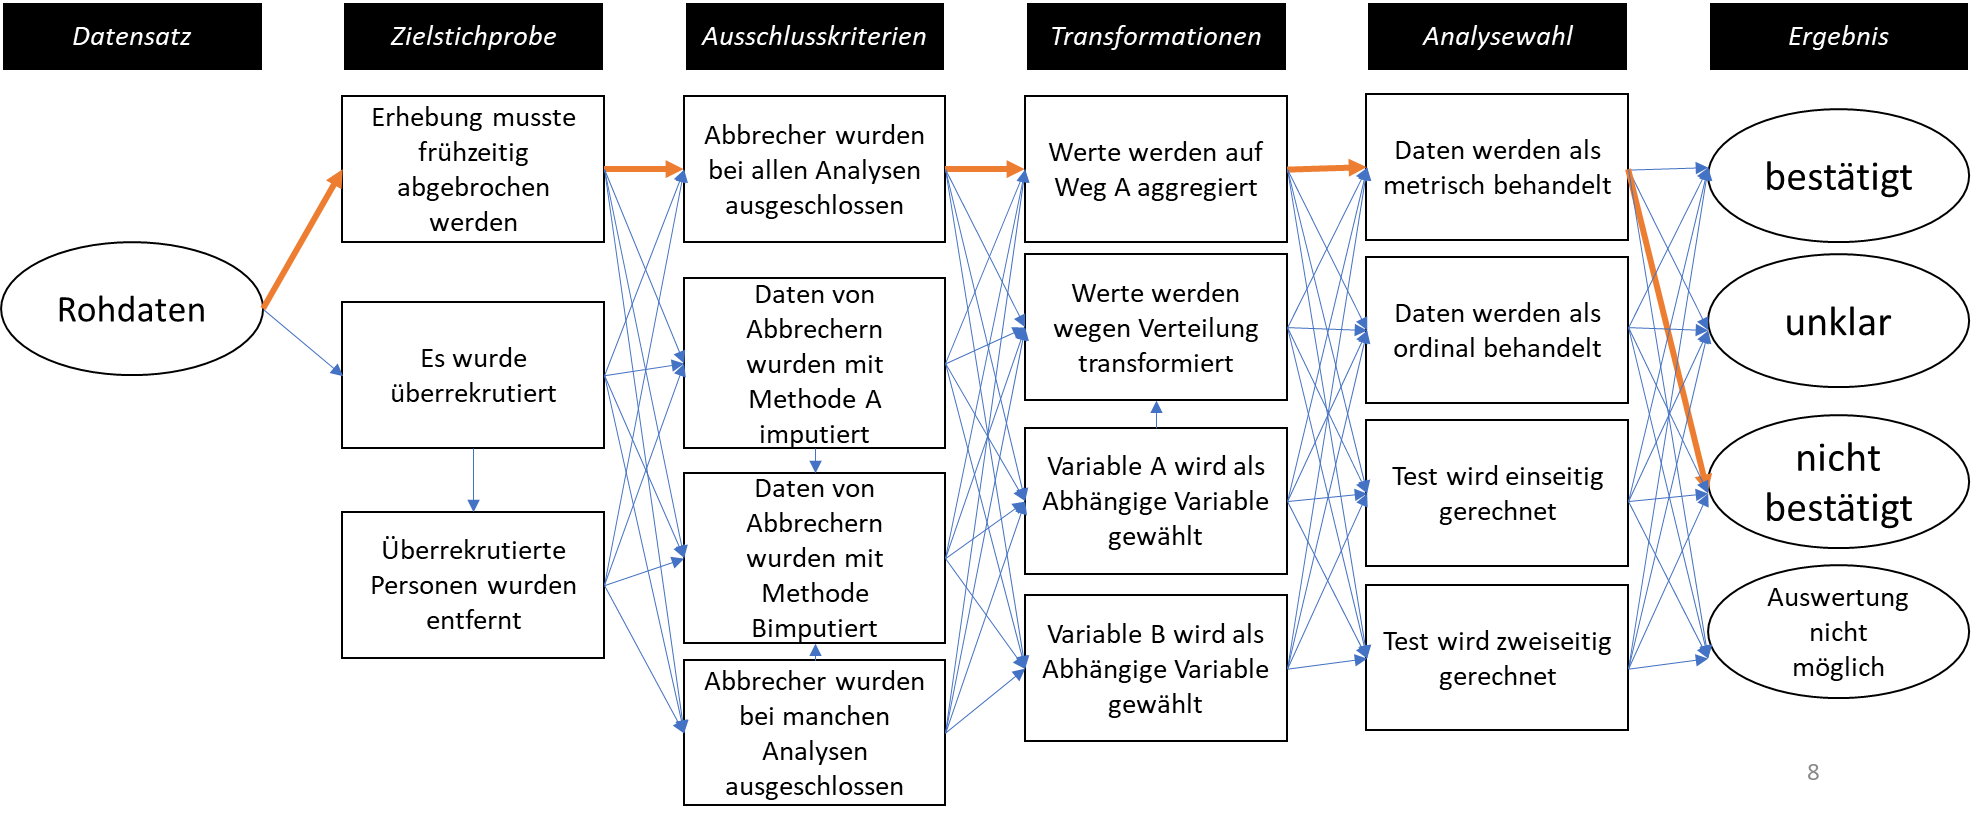 Datensatz
Zielstichprobe
Ausschlusskriterien
Transformationen
Analysewahl
Ergebnis
Rohdaten
Erhebung musste
frühzeitig
abgebrochen
werden
Es wurde
überrekrutiert
Überrekrutierte
Personen wurden
entfernt
Abbrecher wurden
bei allen Analysen
ausgeschlossen
Daten von
Abbrechern
wurden mit
Methode A
imputiert
Daten von
Abbrechern
wurden mit
Methode
Bimputiert
Abbrecher wurden
bei manchen
Analysen
ausgeschlossen
Werte werden auf
Weg A aggregiert
Werte werden
wegen Verteilung
transformiert
Variable A wird als
Abhängige Variable
gewählt
Variable B wird als
Abhängige Variable
gewählt
Daten werden als
metrisch behandelt
Daten werden als
ordinal behandelt
Test wird einseitig
gerechnet
Test wird zweiseitig
gerechnet
bestätigt
unklar
nicht
bestätigt
Auswertung
nicht
möglich
8